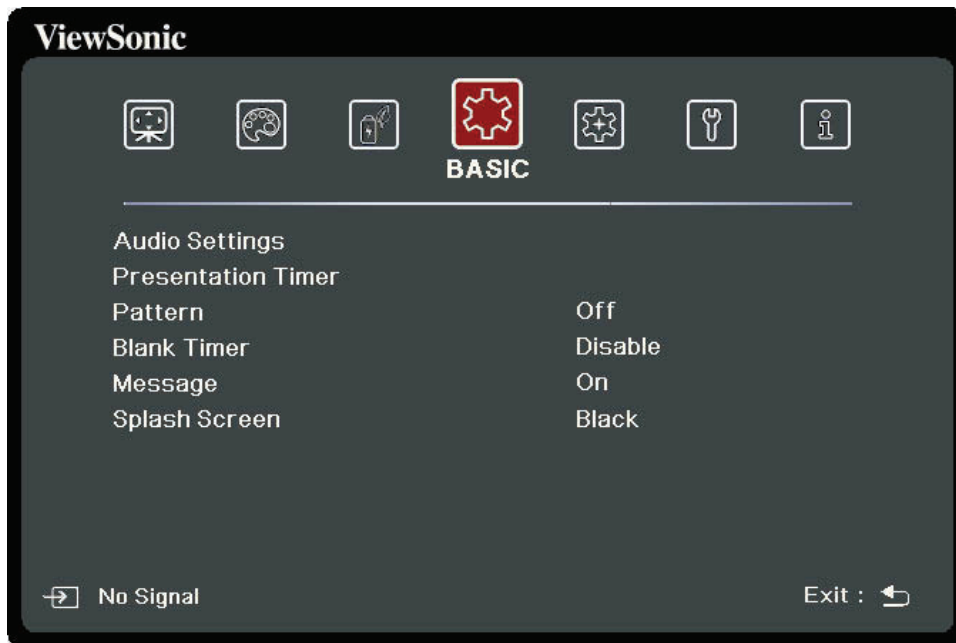 ViewSonic
BASIC
Audio Settings
Presentation Timer
Pattern Off
Blank Timer Disable
Message On
Splash Screen Black
No Signal Exit :